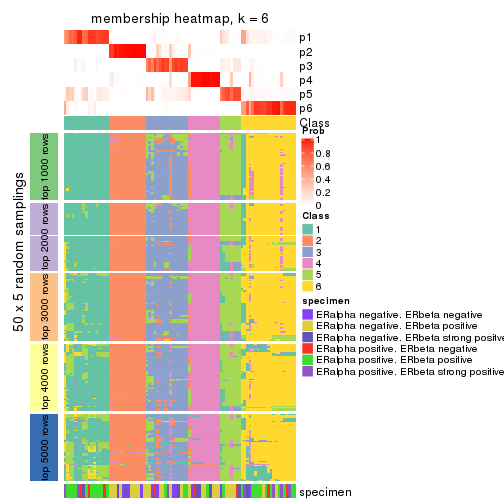 membership heatmap, k = 6
p1
p2
p3
p4
p5
p6
Class
Prob
1
0.8
0.6
0.4
0.2
0
Class
1
2
3
4
5
6
specimen
ERalpha negative. ERbeta negative
ERalpha negative. ERbeta positive
ERalpha negative. ERbeta strong positive
ERalpha positive. ERbeta negative
ERalpha positive. ERbeta positive
ERalpha positive. ERbeta strong positive
50 x 5 random samplings
top 1000 rows
top 2000 rows
top 3000 rows
top 4000 rows
top 5000 rows
specimen